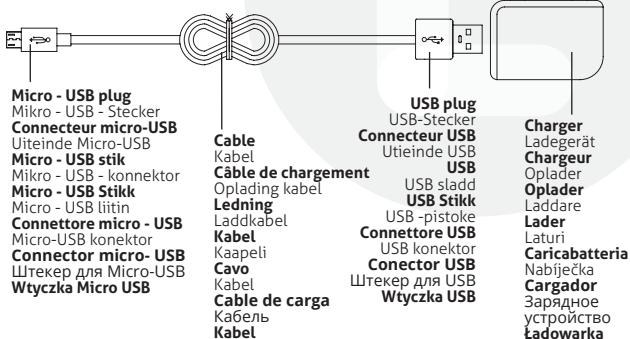 Micro - USB plug
Mikro - USB - Stecker
Connecteur micro-USB
Uiteinde Micro-USB
Micro - USB stik
Mikro - USB - konnektor
Micro - USB Stikk
Micro - USB liitin
Connettore micro - USB
Micro-USB konektor
Connector micro- USB
Штекер для Micro-USB
Wtyczka Micro USB
Cable
Kabel
Câble de chargement
Oplading kabel
Ledning
Laddkabel
Kabel
Kaapeli
Cavo
Kabel
Cable de carga
Кабель
Kabel
USB plug
USB-Stecker
Connecteur USB
Utieinde USB
USB
USB sladd
USB Stikk
USB -pistoke
Connettore USB
USB konektor
Conector USB
Штекер для USB
Wtyczka USB
Charger
Ladegerät
Chargeur
Oplader
Oplader
Laddare
Lader
Laturi
Caricabatteria
Nabíječka
Cargador
Зарядное
устройство
Ładowarka